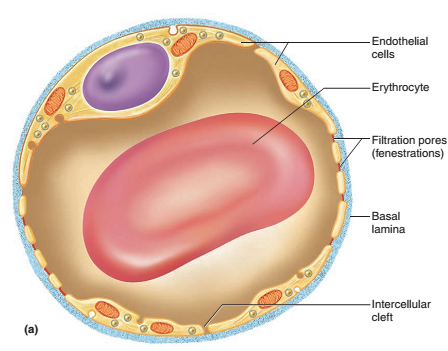 Endothelial
cells
Erythrocyte
Filtration pores
(fenestrations)
Basal
lamina
Intercellular
cleft
(a)